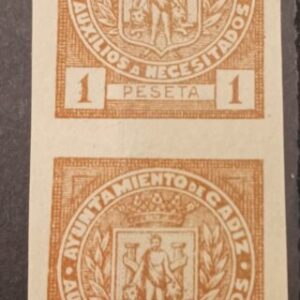 AUXILIOS A NECESITADOS
1 PESETA 1
AYUNTAMIENTO DE CADIZ